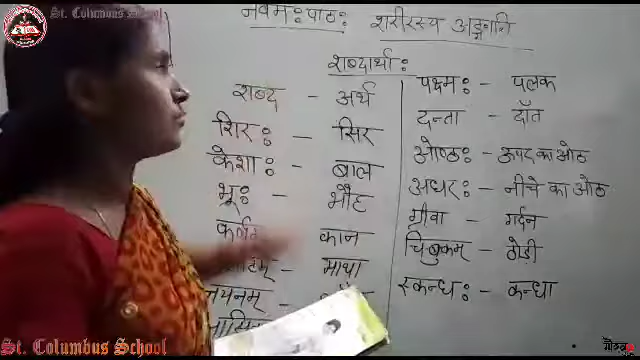 St. Columbus School
नवमः पाठः शरीरस्य अङ्गानि
शब्दार्थाः
शब्द - अर्थ
शिरः - सिर
केशाः - बाल
भ्रूः - भौंह
कान
माथा
नयनम् -
पक्ष्मः - पलक
दन्ता - दाँत
ओष्ठः - ऊपर का ओठ
अधरः - नीचे का ओठ
ग्रीवा - गर्दन
चिबुकम् - ठोड़ी
स्कन्धः - कन्धा
St. Columbus School